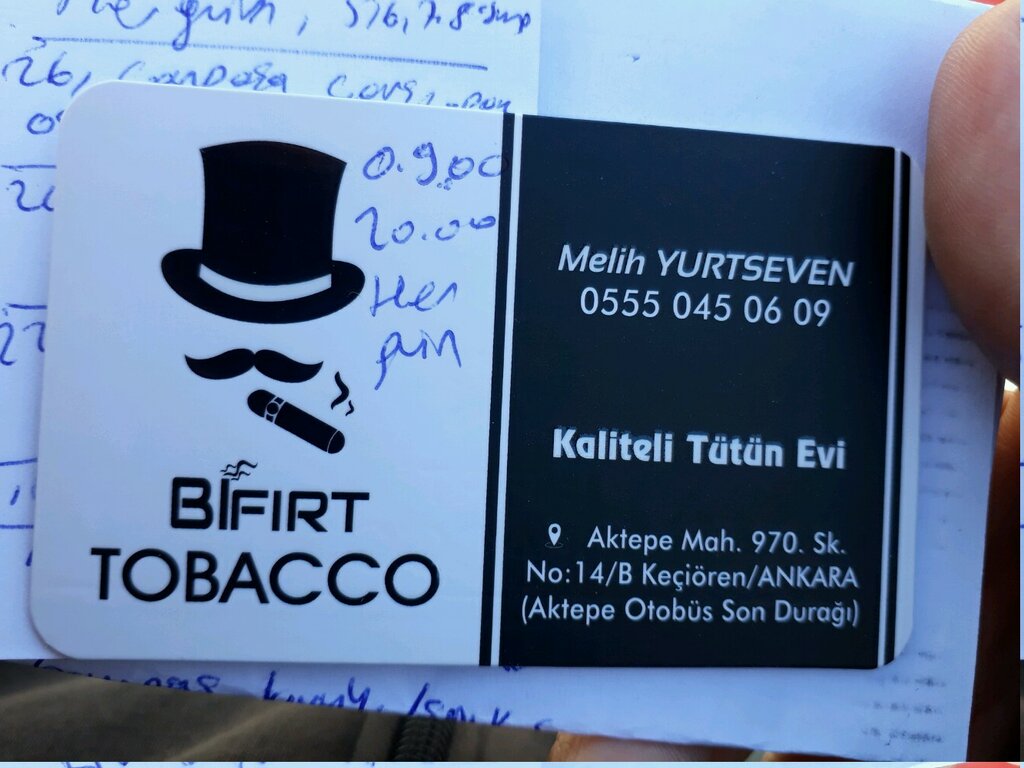 0.9.00
20.00
Her
gün
BİFIRT
TOBACCO
Melih YURTSEVEN
0555 045 06 09
Kaliteli Tütün Evi
Aktepe Mah. 970. Sk.
No:14/B Keçiören/ANKARA
(Aktepe Otobüs Son Durağı)